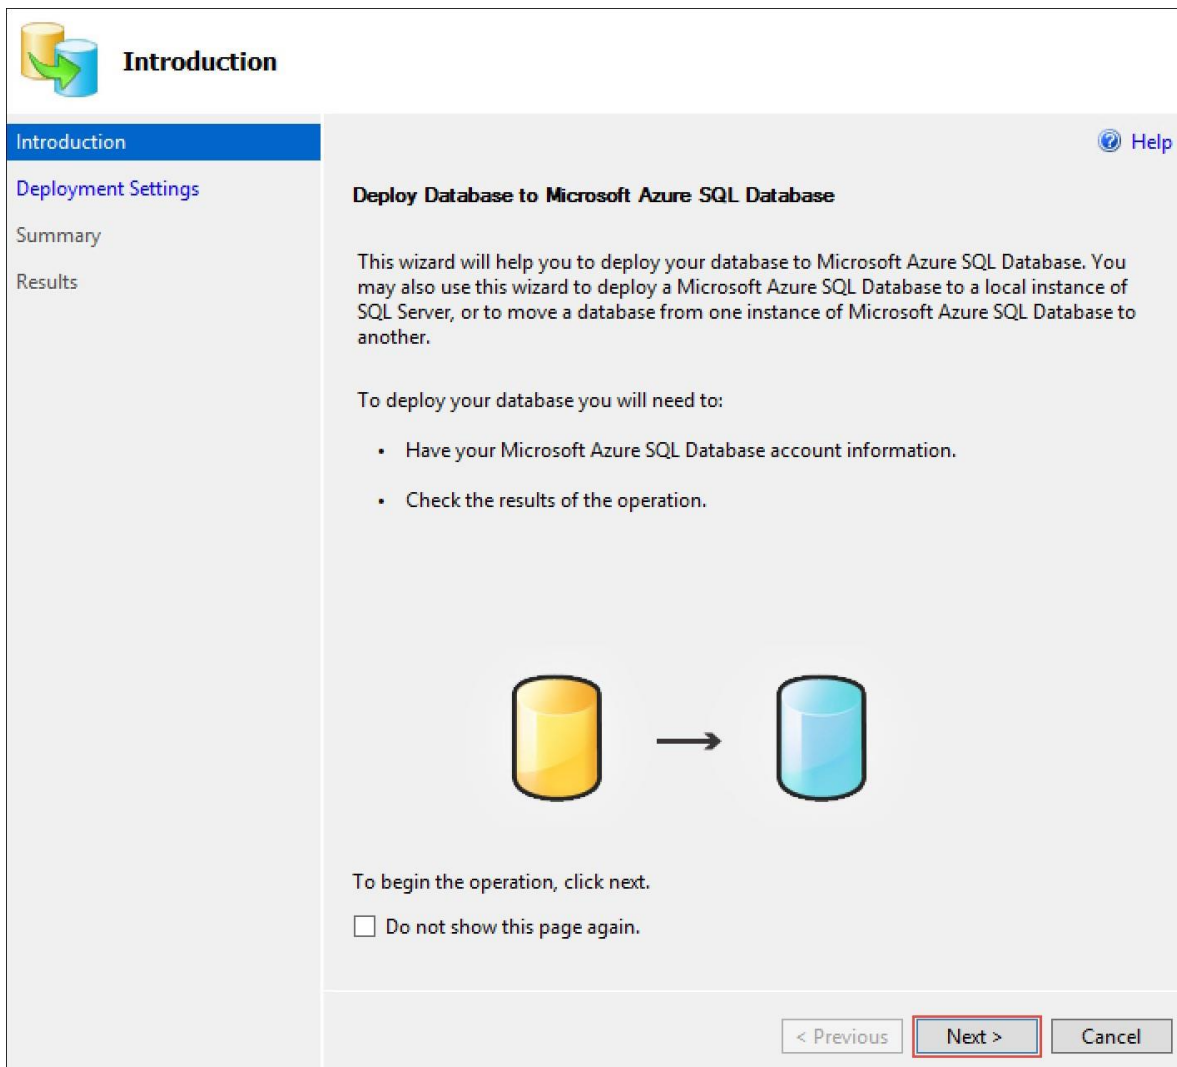 Introduction
Introduction
Deployment Settings
Summary
Results
Help
Deploy Database to Microsoft Azure SQL Database
This wizard will help you to deploy your database to Microsoft Azure SQL Database. You
may also use this wizard to deploy a Microsoft Azure SQL Database to a local instance of
SQL Server, or to move a database from one instance of Microsoft Azure SQL Database to
another.
To deploy your database you will need to:
• Have your Microsoft Azure SQL Database account information.
• Check the results of the operation.
To begin the operation, click next.
Do not show this page again.
< Previous
Next >
Cancel